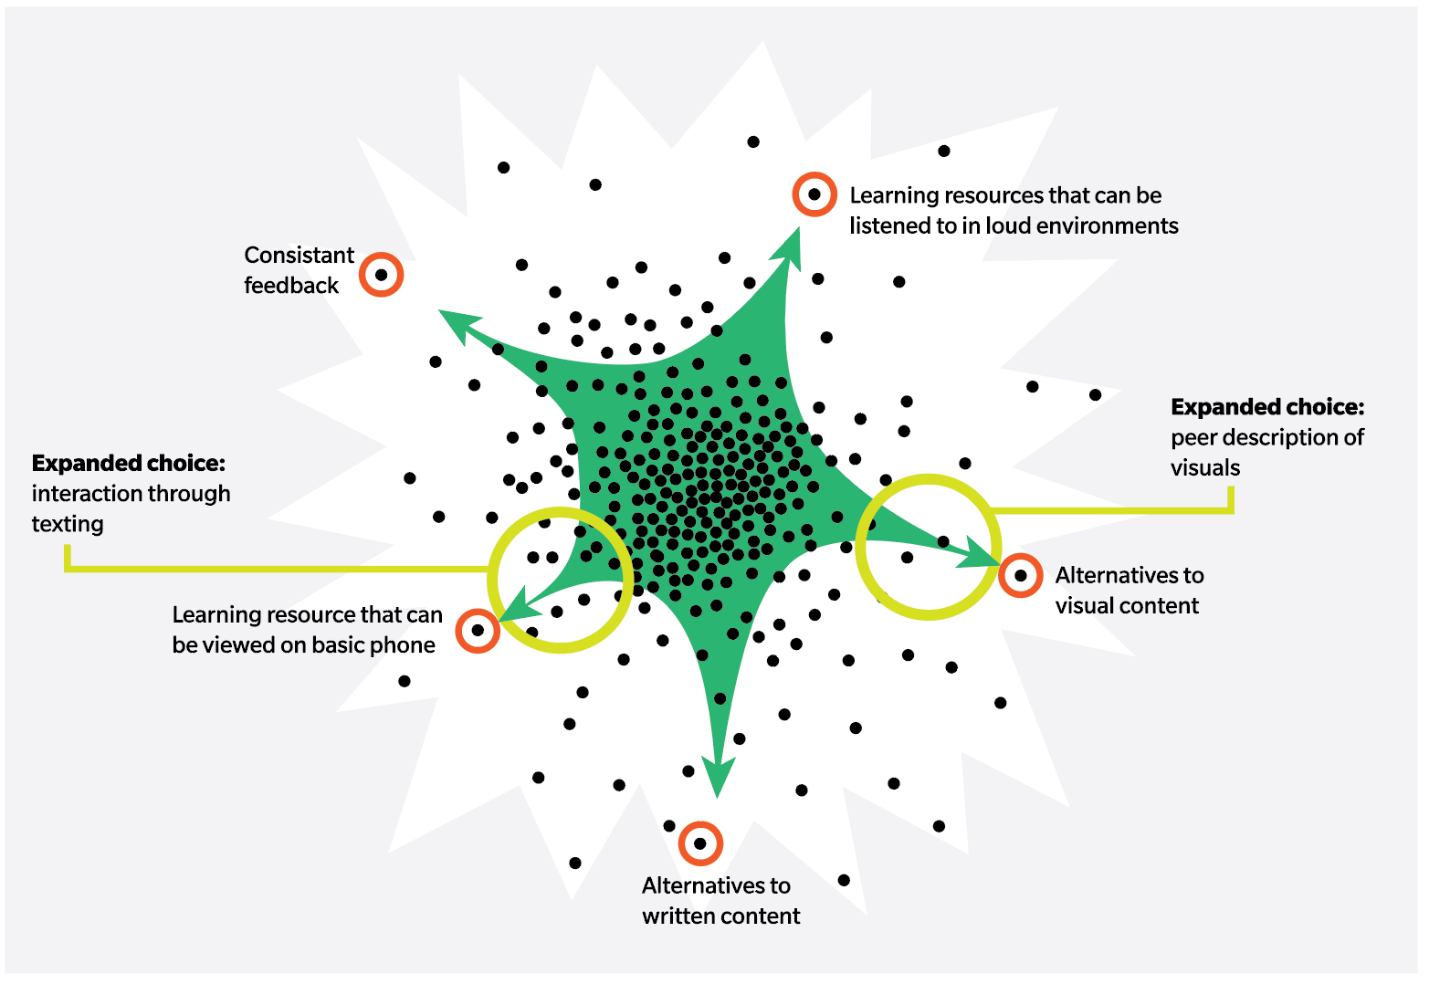 Learning resources that can be
listened to in loud environments
Consistant
feedback
Expanded choice:
peer description of
visuals
Expanded choice:
interaction through
texting
Alternatives to
visual content
Learning resource that can
be viewed on basic phone
Alternatives to
written content